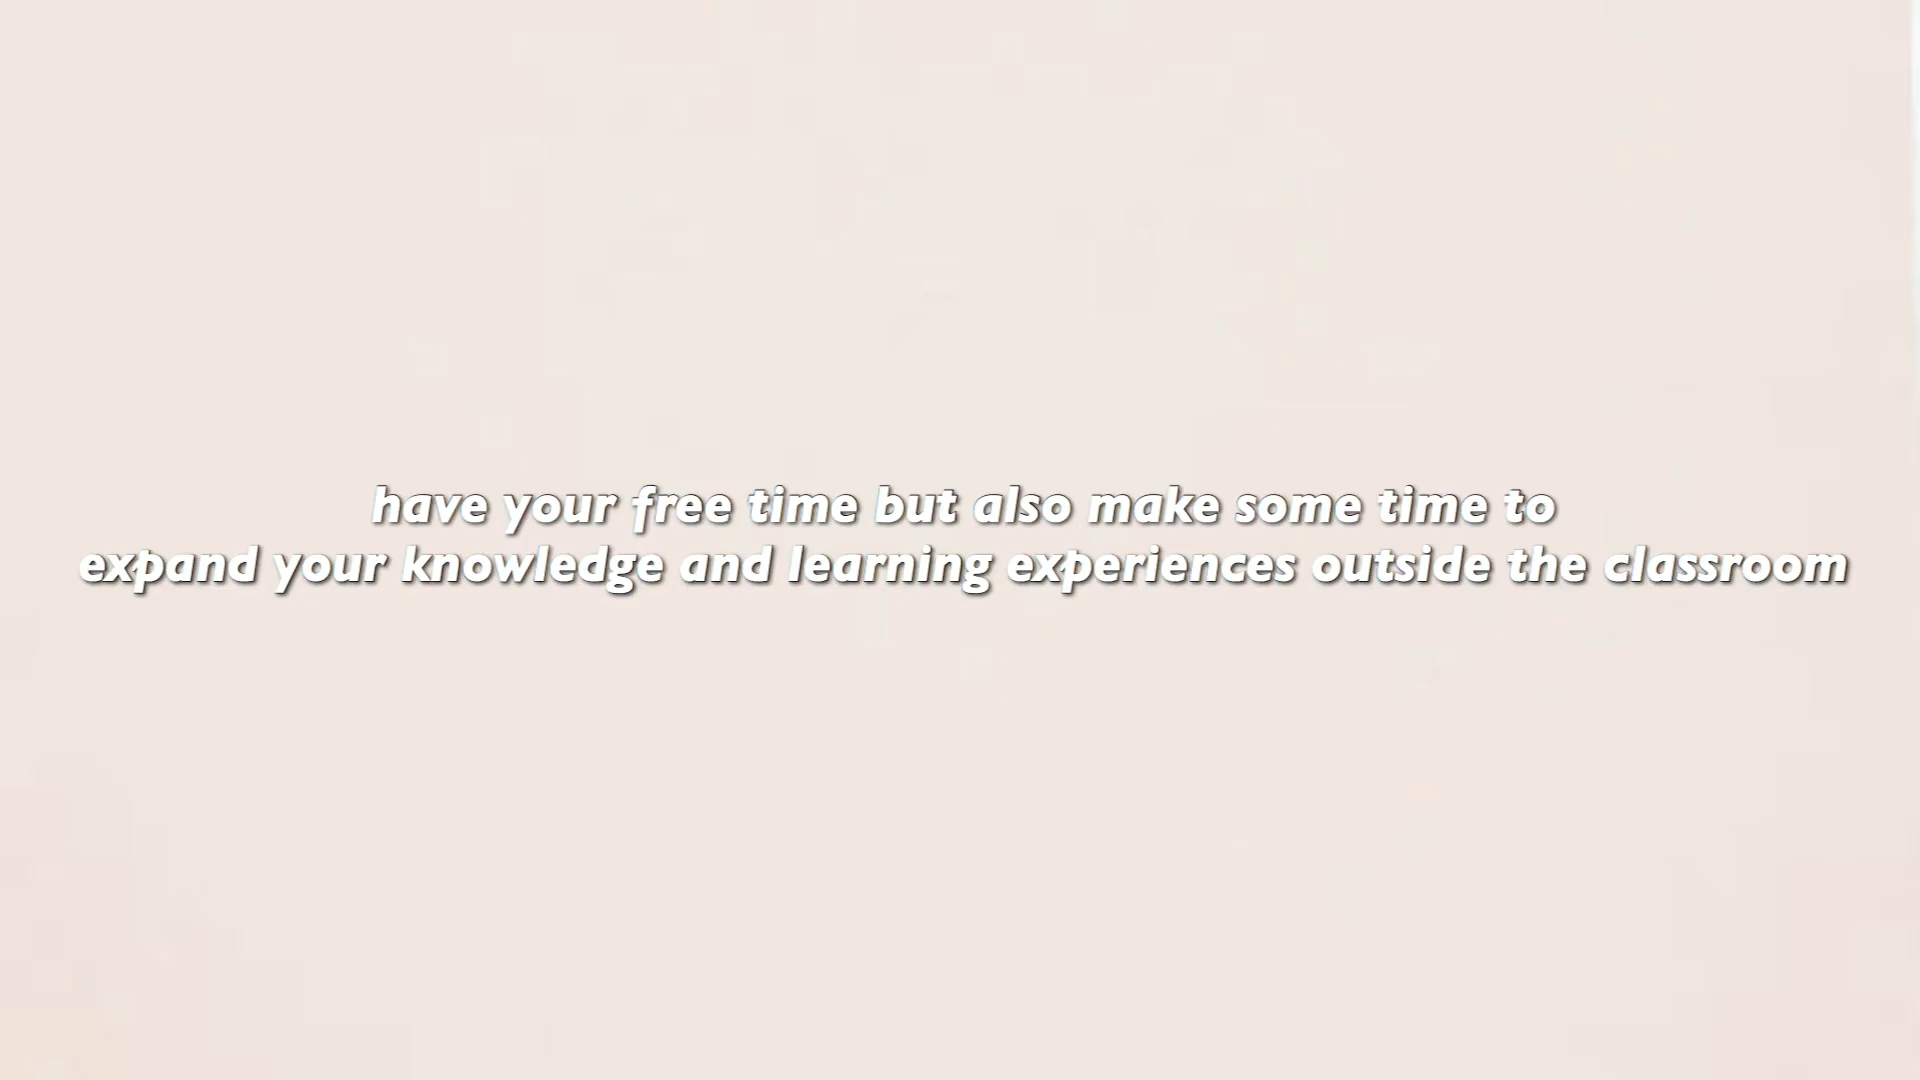 have your free time but also make some time to
expand your knowledge and learning experiences outside the classroom